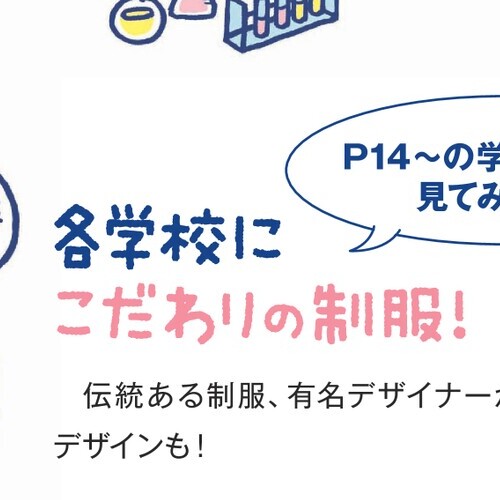 P14～の学
見てみ
各学校に
こだわりの制服！
伝統ある制服、有名デザイナー
デザインも！